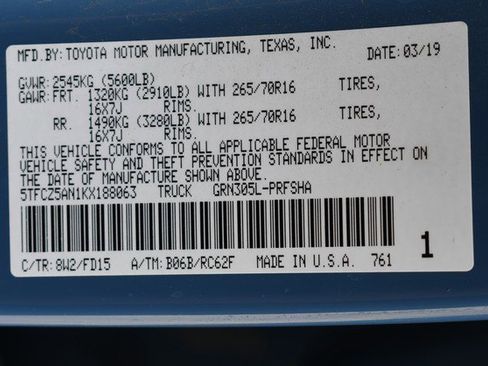 MFD.BY: TOYOTA MOTOR MANUFACTURING, TEXAS, INC.
DATE: 03/19
GVWR: 2545KG (5600LB)
GAWR: FRT. 1320KG (2910LB) WITH 265/70R16 TIRES,
16X7J RIMS.
RR. 1490KG (3280LB) WITH 265/70R16 TIRES,
16X7J RIMS.
THIS VEHICLE CONFORMS TO ALL APPLICABLE FEDERAL MOTOR
VEHICLE SAFETY AND THEFT PREVENTION STANDARDS IN EFFECT ON
THE DATE OF MANUFACTURE SHOWN ABOVE.
5TFCZ5AN1KX188063 TRUCK GRN305L-PRFSHA
1
C/TR: 8W2/FD15 A/TM: B06B/RC62F MADE IN U.S.A. 761